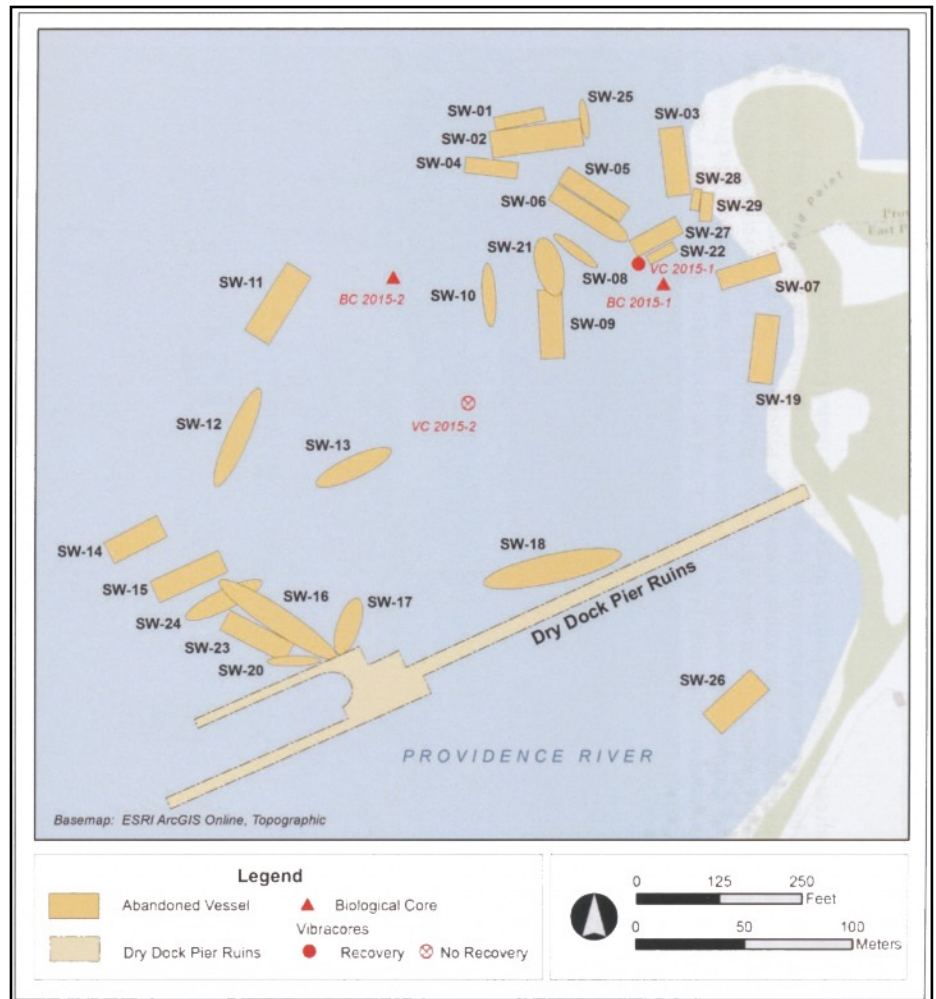 SW-25
SW-01
SW-03
SW-02
SW-04
SW-05
SW-28
SW-06
SW-29
SW-27
SW-21
SW-22
SW-11
SW-08
VC 2015-1
SW-07
BC 2015-2
SW-10
BC 2015-1
SW-09
SW-19
SW-12
VC 2015-2
SW-13
SW-14
SW-18
SW-15
SW-16
SW-17
SW-24
SW-23
SW-20
Dry Dock Pier Ruins
SW-26
PROVIDENCE RIVER
Bold Point
Basemap: ESRI ArcGIS Online, Topographic
Legend
Abandoned Vessel
Biological Core
Vibracores
Dry Dock Pier Ruins
Recovery
No Recovery
0 125 250
Feet
0 50 100
Meters